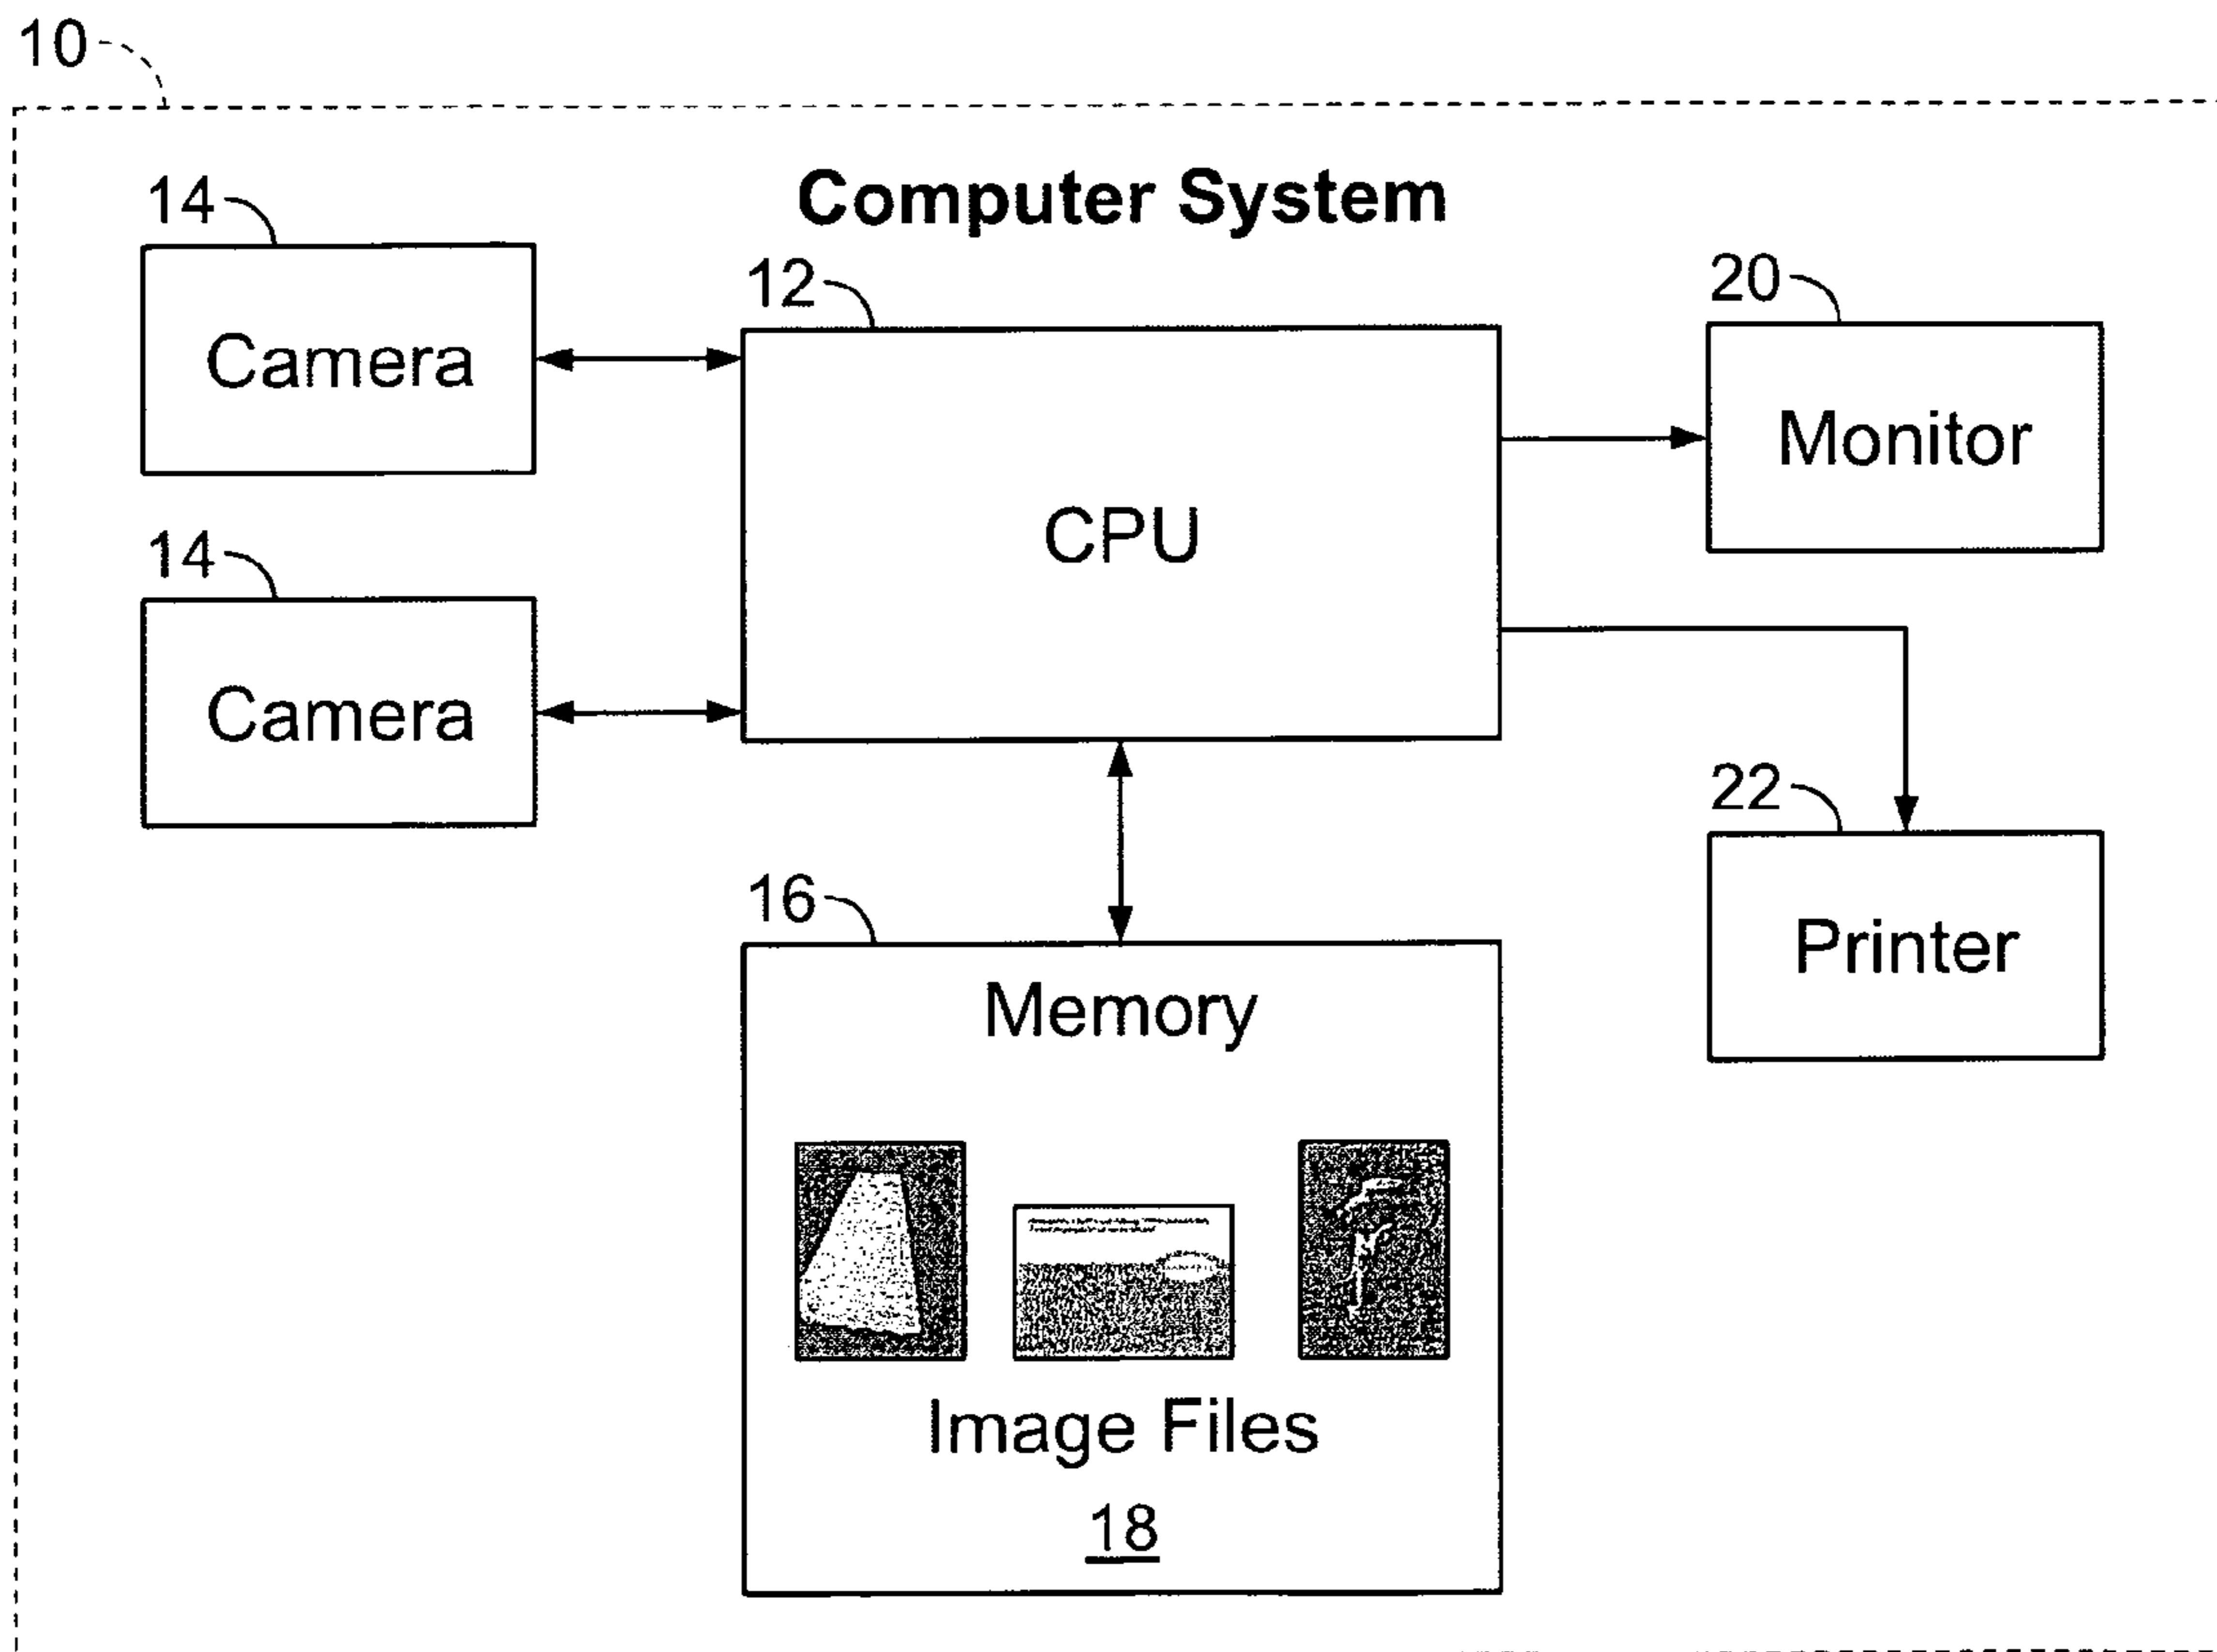 10
Computer System
14
Camera
12
CPU
20
Monitor
14
Camera
22
Printer
16
Memory
Image Files
18